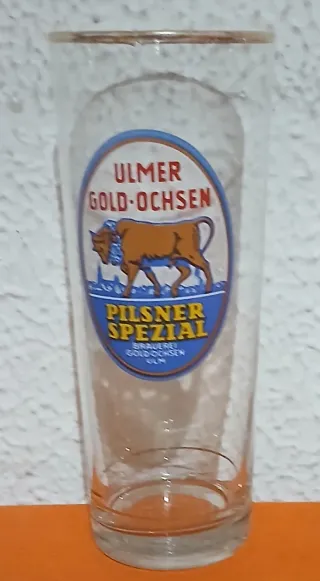 ULMER
GOLD-OCHSEN
PILSNER
SPEZIAL
BRAUEREI
GOLD OCHSEN
ULM